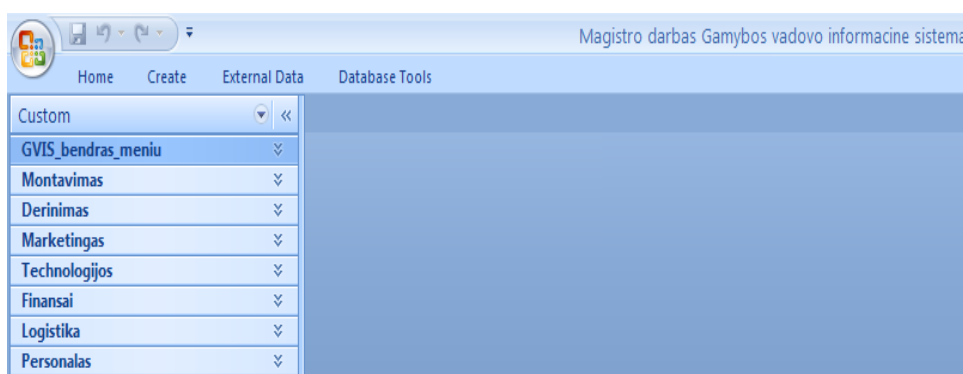 Magistro darbas Gamybos vadovo informacine sistema
Home Create External Data Database Tools
Custom
GVIS_bendras_meniu
Montavimas
Derinimas
Marketingas
Technologijos
Finansai
Logistika
Personalas